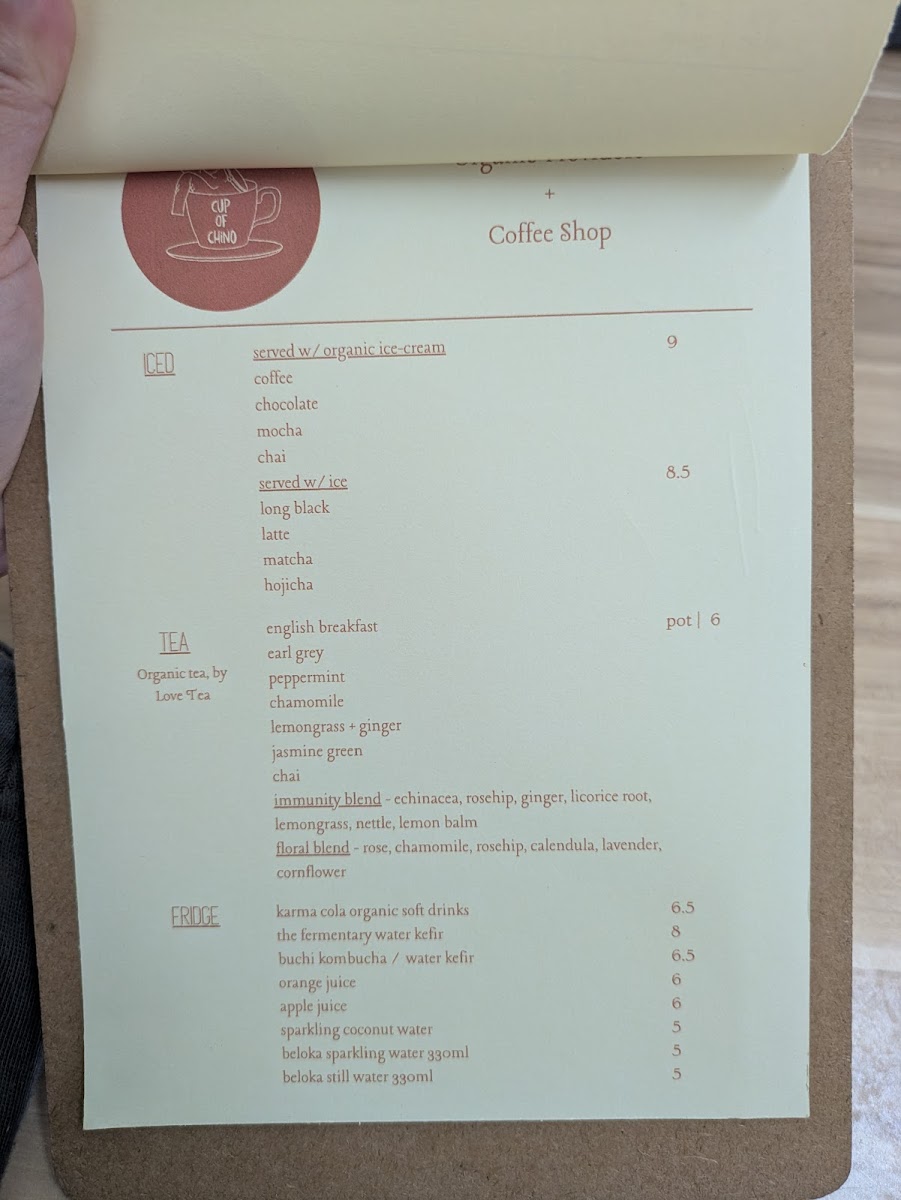 CUP
OF
CHINO
+
Coffee Shop
ICED
served w/ organic ice-cream 9
coffee
chocolate
mocha
chai
served w/ ice 8.5
long black
latte
matcha
hojicha
TEA
Organic tea, by
Love Tea
english breakfast pot | 6
earl grey
peppermint
chamomile
lemongrass + ginger
jasmine green
chai
immunity blend - echinacea, rosehip, ginger, licorice root,
lemongrass, nettle, lemon balm
floral blend - rose, chamomile, rosehip, calendula, lavender,
cornflower
FRIDGE
karma cola organic soft drinks 6.5
the fermentary water kefir 8
buchi kombucha / water kefir 6.5
orange juice 6
apple juice 6
sparkling coconut water 5
beloka sparkling water 330ml 5
beloka still water 330ml 5